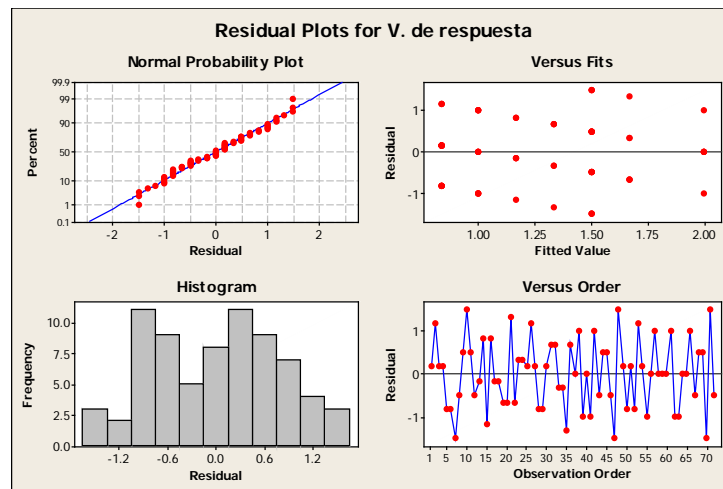 Residual Plots for V. de respuesta
Normal Probability Plot
99.9
99
90
50
10
1
0.1
Percent
-2 -1 0 1 2
Residual
Versus Fits
1
0
-1
Residual
1.00 1.25 1.50 1.75 2.00
Fitted Value
Histogram
10.0
7.5
5.0
2.5
0.0
Frequency
-1.2 -0.6 0.0 0.6 1.2
Residual
Versus Order
1
0
-1
Residual
1 5 10 15 20 25 30 35 40 45 50 55 60 65 70
Observation Order